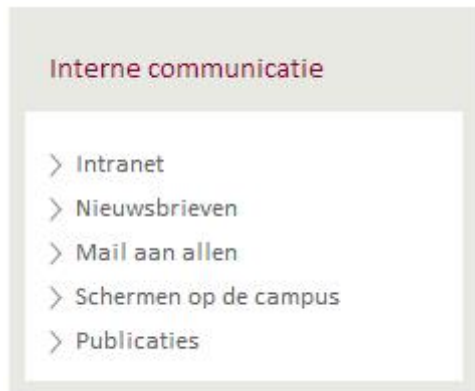 Interne communicatie
Intranet
Nieuwsbrieven
Mail aan allen
Schermen op de campus
Publicaties